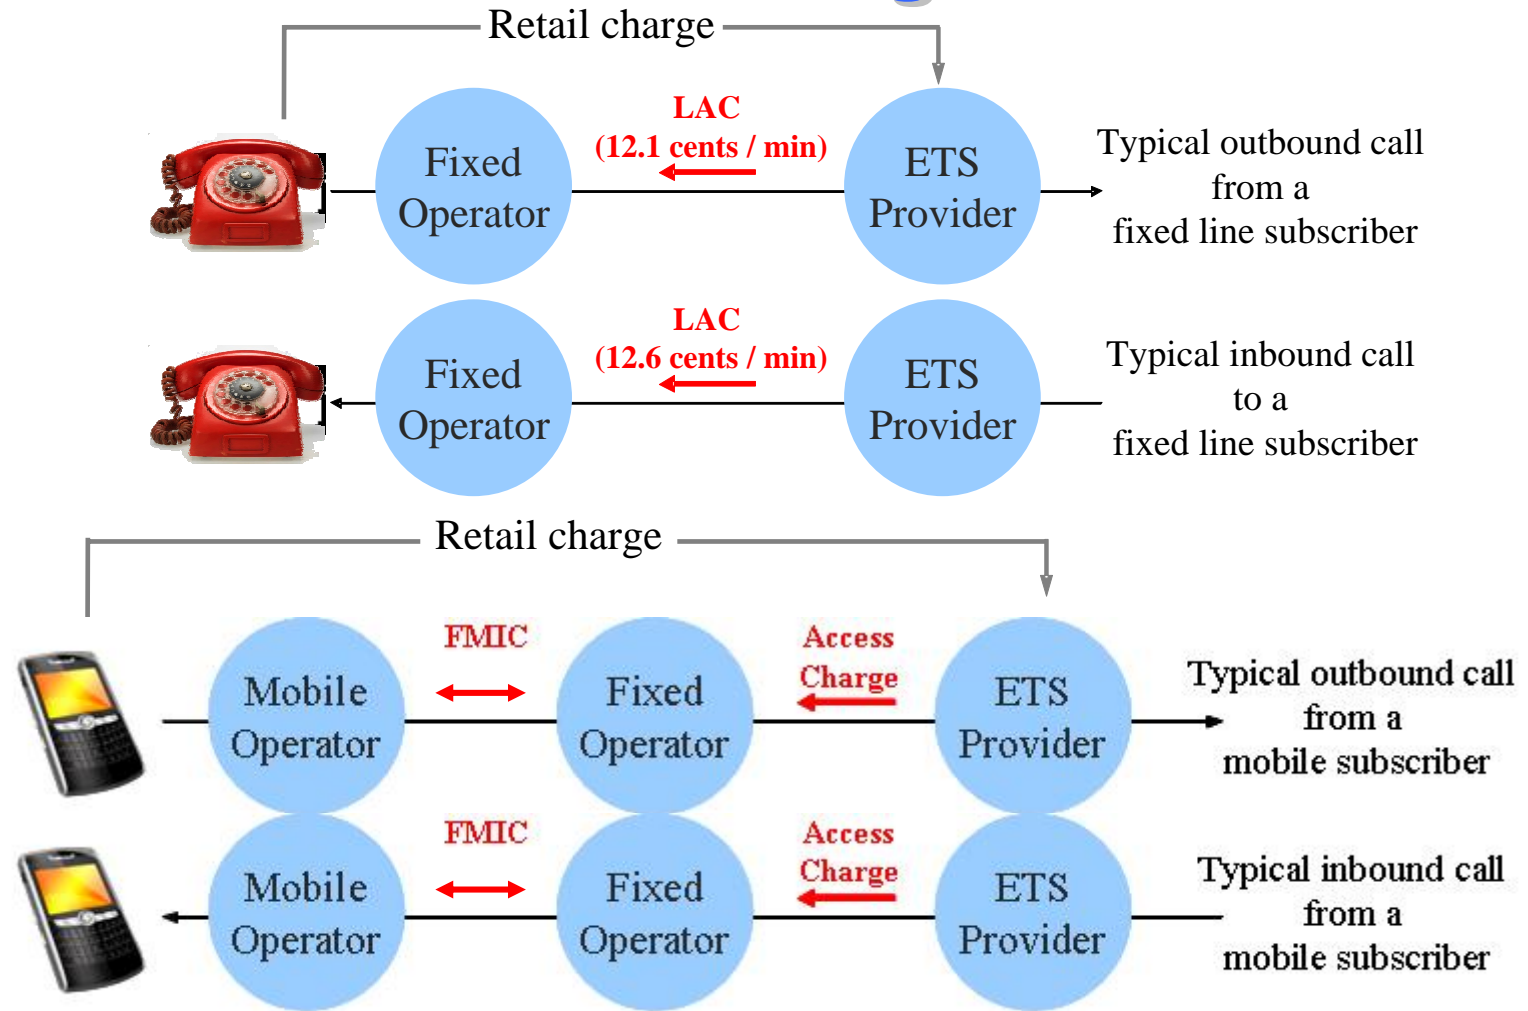 Retail charge
LAC
(12.1 cents / min)
Fixed
Operator
ETS
Provider
Typical outbound call
from a
fixed line subscriber
LAC
(12.6 cents / min)
Fixed
Operator
ETS
Provider
Typical inbound call
to a
fixed line subscriber
Retail charge
FMIC
Access
Charge
Mobile
Operator
Fixed
Operator
ETS
Provider
Typical outbound call
from a
mobile subscriber
FMIC
Access
Charge
Mobile
Operator
Fixed
Operator
ETS
Provider
Typical inbound call
from a
mobile subscriber